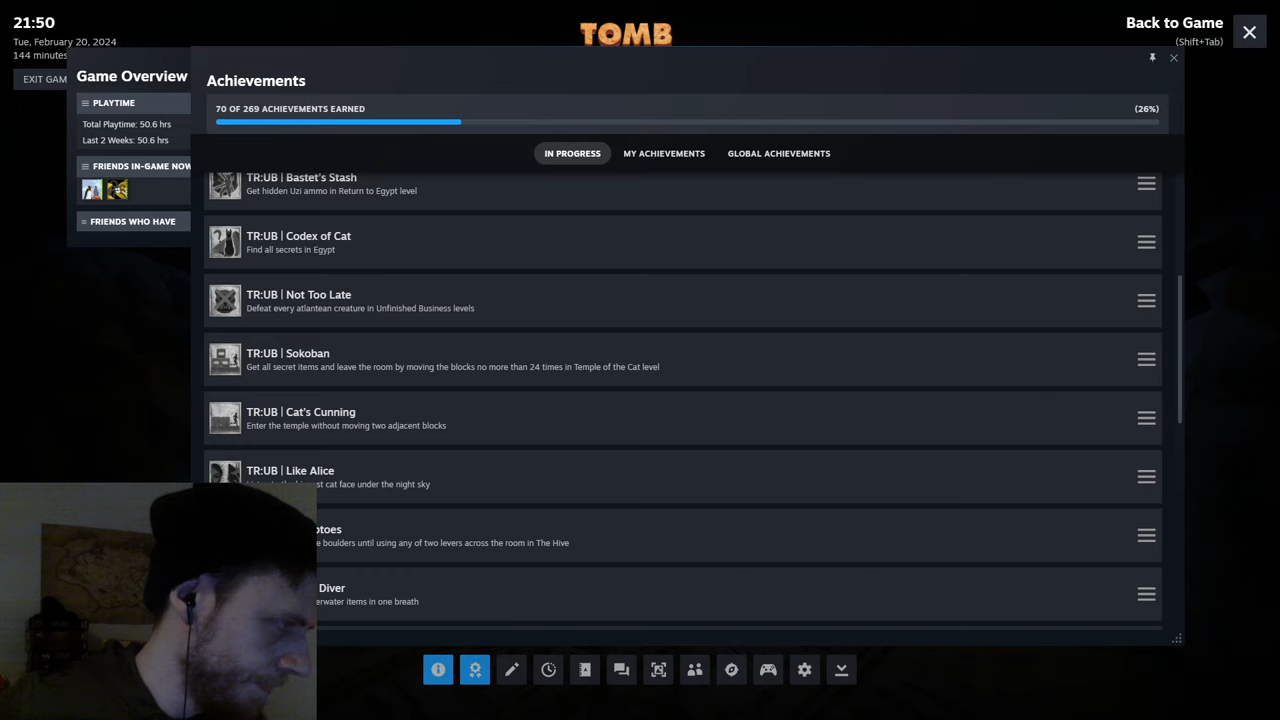 21:50
Tue, February 20, 2024
144 minutes
EXIT GAM
TOMB
Back to Game
(Shift+Tab)
Game Overview
PLAYTIME
Total Playtime: 50.6 hrs
Last 2 Weeks: 50.6 hrs
FRIENDS IN-GAME NOW
FRIENDS WHO HAVE
Achievements
70 OF 269 ACHIEVEMENTS EARNED
(26%)
IN PROGRESS
MY ACHIEVEMENTS
GLOBAL ACHIEVEMENTS
TR:UB | Bastet's Stash
Get hidden Uzi ammo in Return to Egypt level
TR:UB | Codex of Cat
Find all secrets in Egypt
TR:UB | Not Too Late
Defeat every atlantean creature in Unfinished Business levels
TR:UB | Sokoban
Get all secret items and leave the room by moving the blocks no more than 24 times in Temple of the Cat level
TR:UB | Cat's Cunning
Enter the temple without moving two adjacent blocks
TR:UB | Like Alice
st cat face under the night sky
otoes
e boulders until using any of two levers across the room in The Hive
Diver
erwater items in one breath